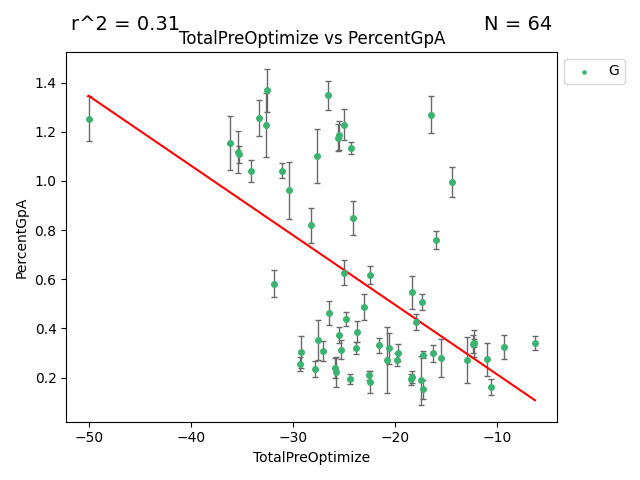 r^2 = 0.31
N = 64
TotalPreOptimize vs PercentGpA
G
PercentGpA
1.4
1.2
1.0
0.8
0.6
0.4
0.2
−50
−40
−30
−20
−10
TotalPreOptimize